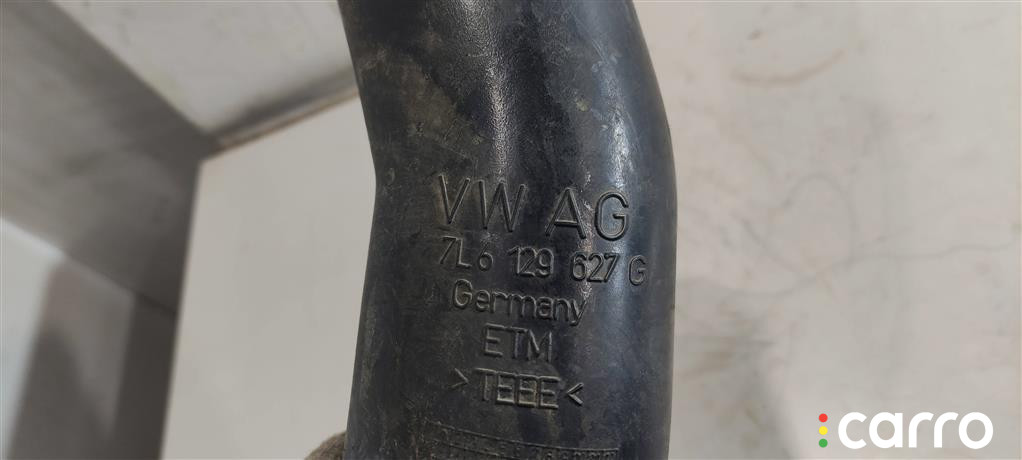 VW AG
7L6 129 627 G
Germany
ETM
>TEEE<
carro